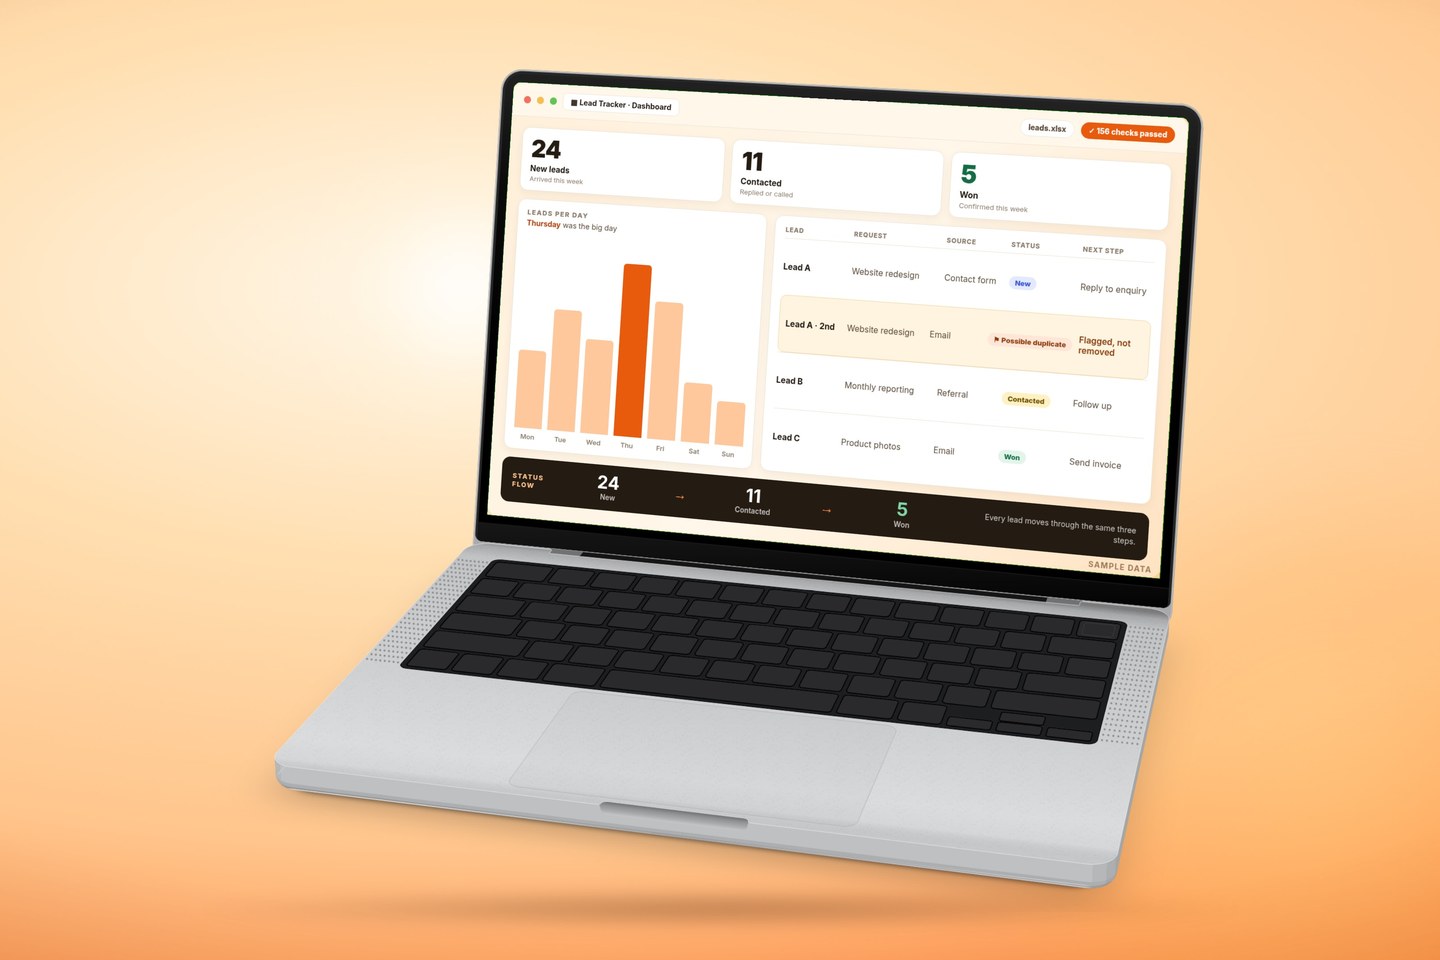 Lead Tracker · Dashboard
leads.xlsx
✓ 156 checks passed
24
New leads
Arrived this week
11
Contacted
Replied or called
5
Won
Confirmed this week
LEADS PER DAY
Thursday was the big day
Mon Tue Wed Thu Fri Sat Sun
LEAD REQUEST SOURCE STATUS NEXT STEP
Lead A Website redesign Contact form New Reply to enquiry
Lead A · 2nd Website redesign Email ⚑ Possible duplicate Flagged, not
removed
Lead B Monthly reporting Referral Contacted Follow up
Lead C Product photos Email Won Send invoice
STATUS
FLOW
24
New
→
11
Contacted
→
5
Won
Every lead moves through the same three
steps.
SAMPLE DATA